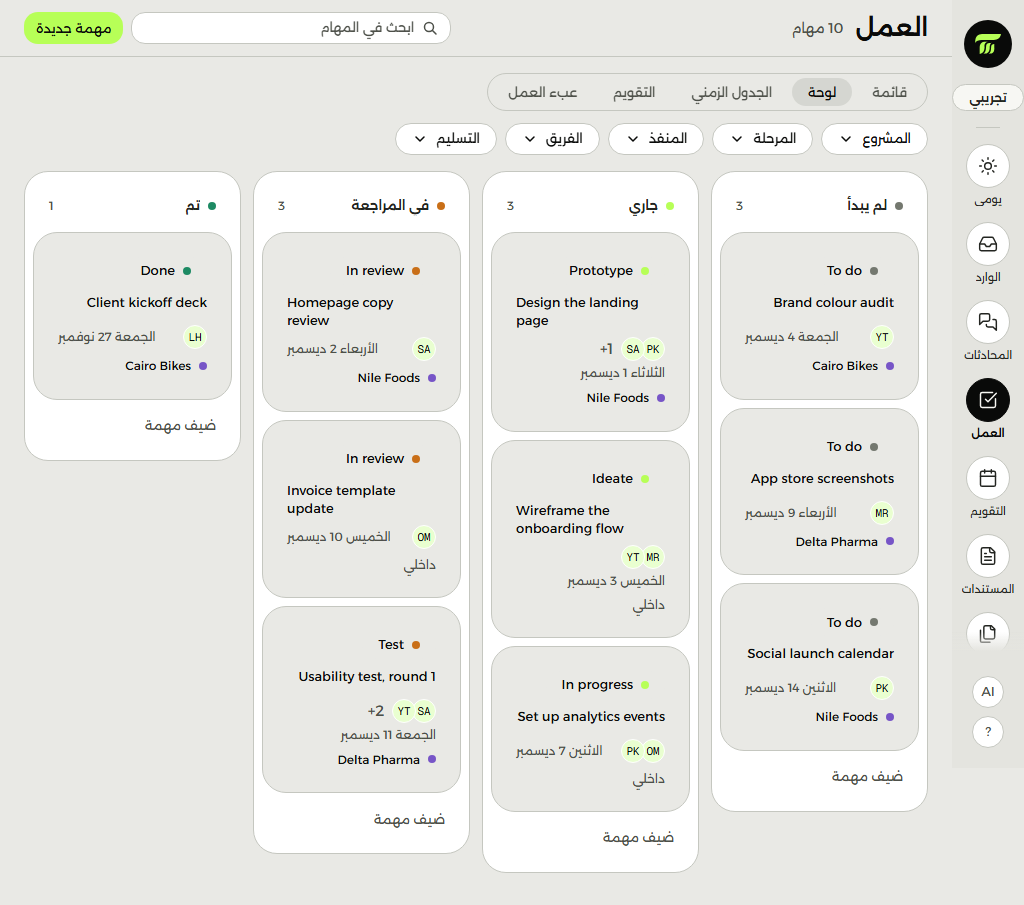 تجريبي
يومي
الوارد
المحادثات
العمل
التقويم
المستندات
AI
?
العمل
10 مهام
ابحث في المهام
مهمة جديدة
قائمة
لوحة
الجدول الزمني
التقويم
عبء العمل
المشروع
المرحلة
المنفذ
الفريق
التسليم
لم يبدأ
3
To do
Brand colour audit
YT
الجمعة 4 ديسمبر
Cairo Bikes
To do
App store screenshots
MR
الأربعاء 9 ديسمبر
Delta Pharma
To do
Social launch calendar
PK
الاثنين 14 ديسمبر
Nile Foods
ضيف مهمة
جاري
3
Prototype
Design the landing
page
PK
SA
+1
الثلاثاء 1 ديسمبر
Nile Foods
Ideate
Wireframe the
onboarding flow
MR
YT
الخميس 3 ديسمبر
داخلي
In progress
Set up analytics events
OM
PK
الاثنين 7 ديسمبر
داخلي
ضيف مهمة
في المراجعة
3
In review
Homepage copy
review
SA
الأربعاء 2 ديسمبر
Nile Foods
In review
Invoice template
update
OM
الخميس 10 ديسمبر
داخلي
Test
Usability test, round 1
SA
YT
+2
الجمعة 11 ديسمبر
Delta Pharma
ضيف مهمة
تم
1
Done
Client kickoff deck
LH
الجمعة 27 نوفمبر
Cairo Bikes
ضيف مهمة